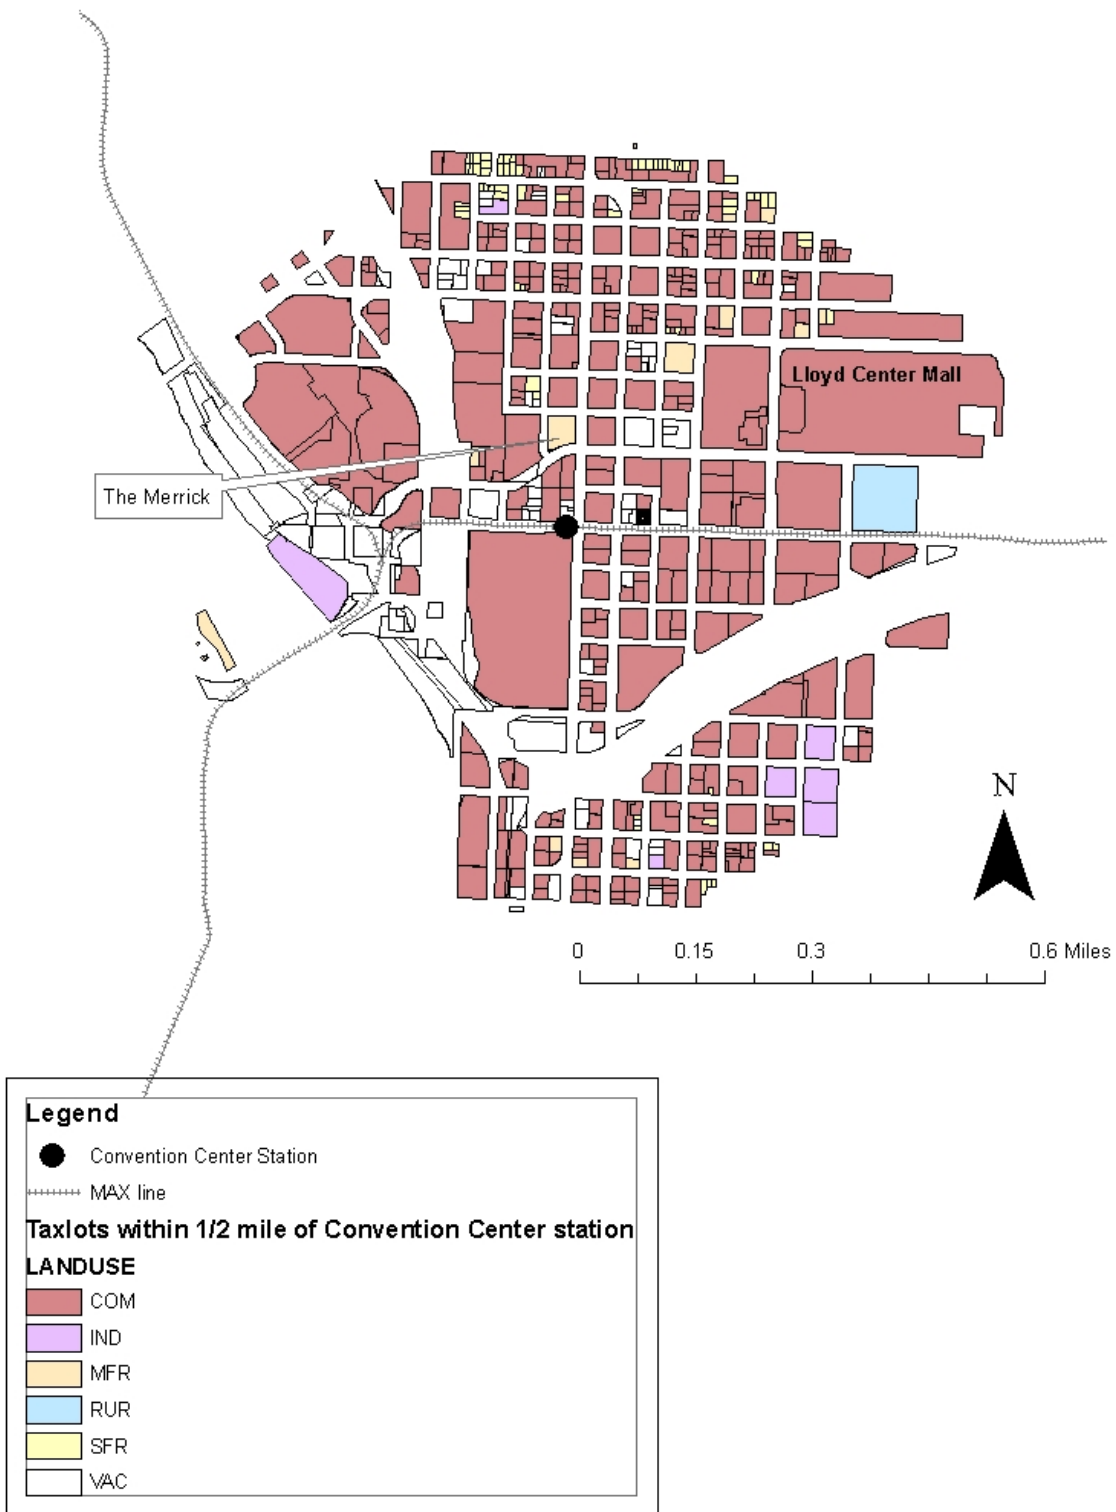 Lloyd Center Mall
The Merrick
N
0 0.15 0.3 0.6 Miles
Legend
Convention Center Station
MAX line
Taxlots within 1/2 mile of Convention Center station
LANDUSE
COM
IND
MFR
RUR
SFR
VAC